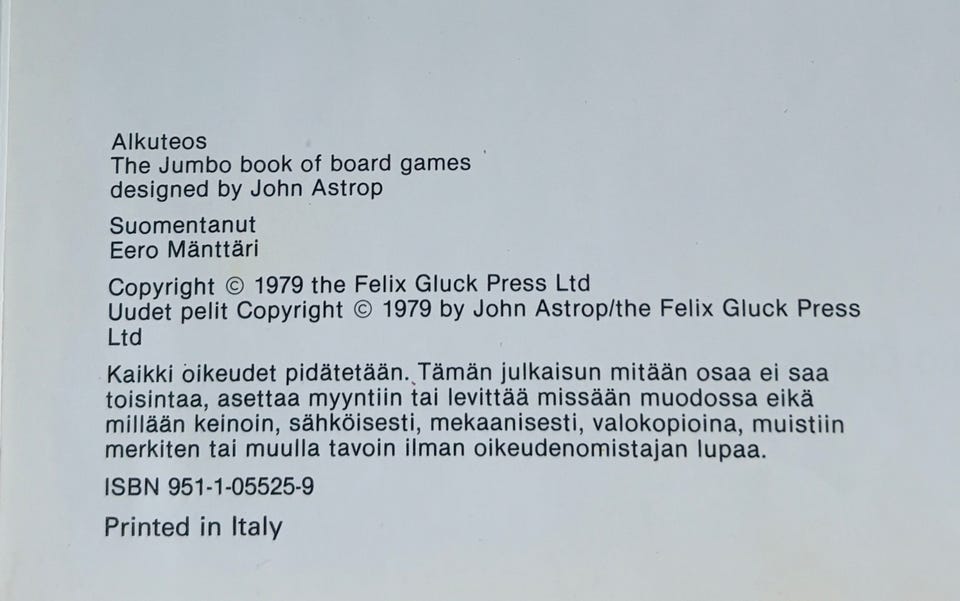 Alkuteos
The Jumbo book of board games
designed by John Astrop
Suomentanut
Eero Mänttäri
Copyright © 1979 the Felix Gluck Press Ltd
Uudet pelit Copyright © 1979 by John Astrop/the Felix Gluck Press
Ltd
Kaikki oikeudet pidätetään. Tämän julkaisun mitään osaa ei saa
toisintaa, asettaa myyntiin tai levittää missään muodossa eikä
millään keinoin, sähköisesti, mekaanisesti, valokopioina, muistiin
merkiten tai muulla tavoin ilman oikeudenomistajan lupaa.
ISBN 951-1-05525-9
Printed in Italy